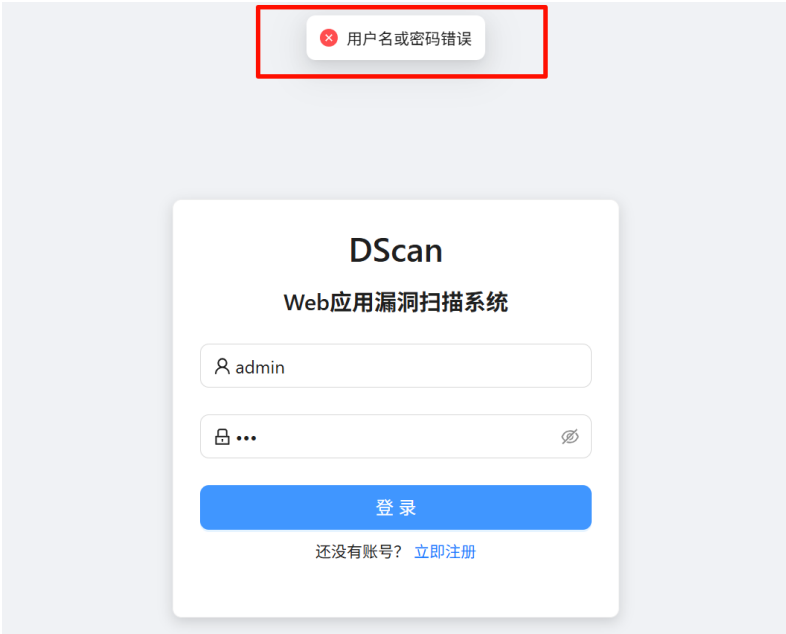 用户名或密码错误
DScan
Web应用漏洞扫描系统
admin
•••
登 录
还没有账号？ 立即注册